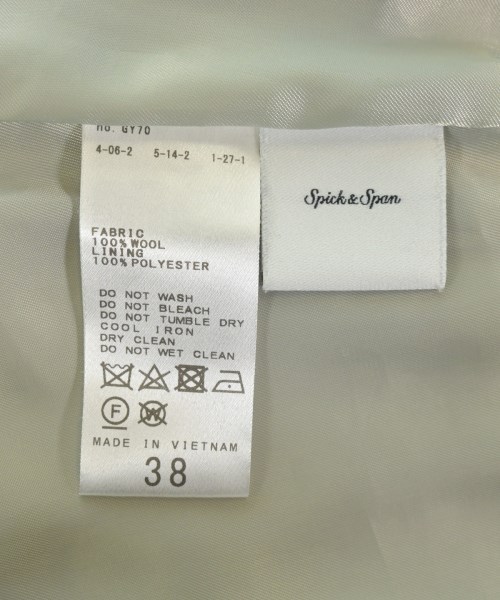 no. GY70
4-06-2 5-14-2 1-27-1
Spick & Span
FABRIC
100% WOOL
LINING
100% POLYESTER
DO NOT WASH
DO NOT BLEACH
DO NOT TUMBLE DRY
COOL IRON
DRY CLEAN
DO NOT WET CLEAN
F W
MADE IN VIETNAM
38